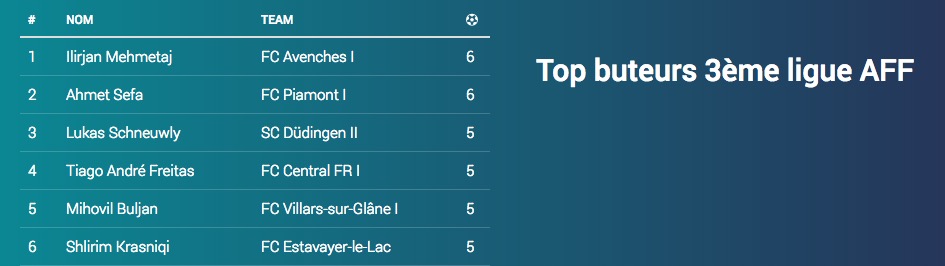 # NOM TEAM
1 Ilirjan Mehmetaj FC Avenches I 6
2 Ahmet Sefa FC Piamont I 6
3 Lukas Schneuwly SC Düdingen II 5
4 Tiago André Freitas FC Central FR I 5
5 Mihovil Buljan FC Villars-sur-Glâne I 5
6 Shlirim Krasniqi FC Estavayer-le-Lac 5
Top buteurs 3ème ligue AFF